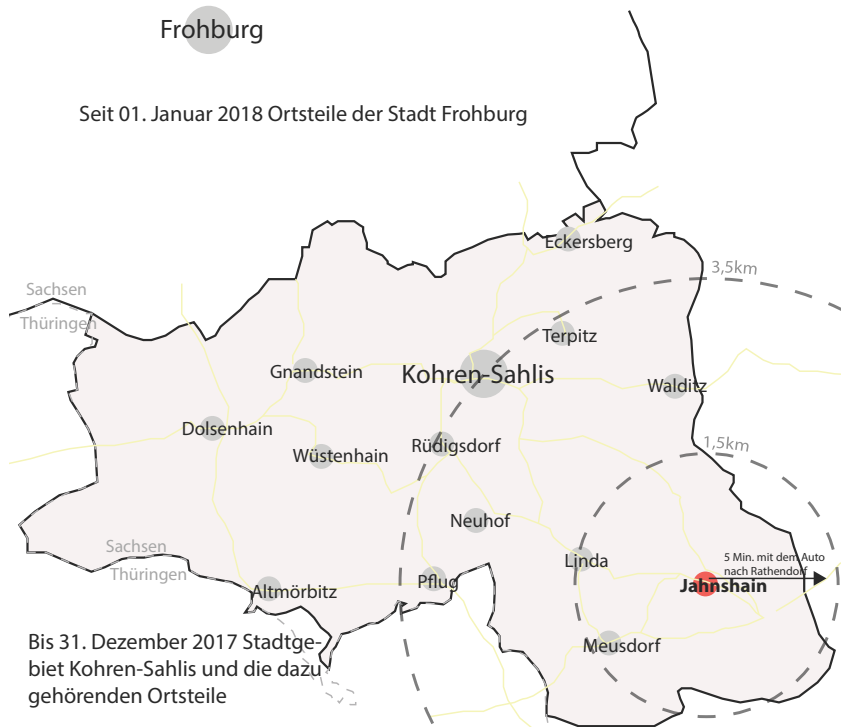 Frohburg
Seit 01. Januar 2018 Ortsteile der Stadt Frohburg
Eckersberg
3,5km
Sachsen
Thüringen
Terpitz
Gnandstein
Kohren-Sahlis
Walditz
Dolsenhain
Wüstenhain
Rüdigsdorf
1,5km
Neuhof
Sachsen
Thüringen
Linda
5 Min. mit dem Auto
nach Rathendorf
Altmörbitz
Pflug
Jahnshain
Meusdorf
Bis 31. Dezember 2017 Stadtge-
biet Kohren-Sahlis und die dazu
gehörenden Ortsteile